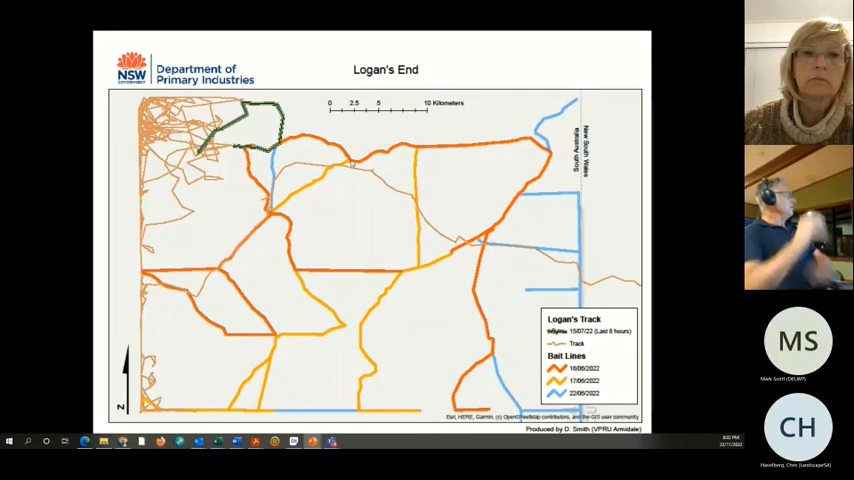 NSW
GOVERNMENT
Department of
Primary Industries
Logan's End
0 2.5 5 10 Kilometers
South Australia
New South Wales
Logan's Track
15/07/22 (Last 8 hours)
Track
Bait Lines
16/06/2022
17/06/2022
22/06/2022
N
Esri, HERE, Garmin, (c) OpenStreetMap contributors, and the GIS user community
Produced by D. Smith (VPRU Armidale)
MS
Mark Scott (DELWP)
CH
Haselberg, Chris (LandscapeSA)
8:02 PM
22/11/2022